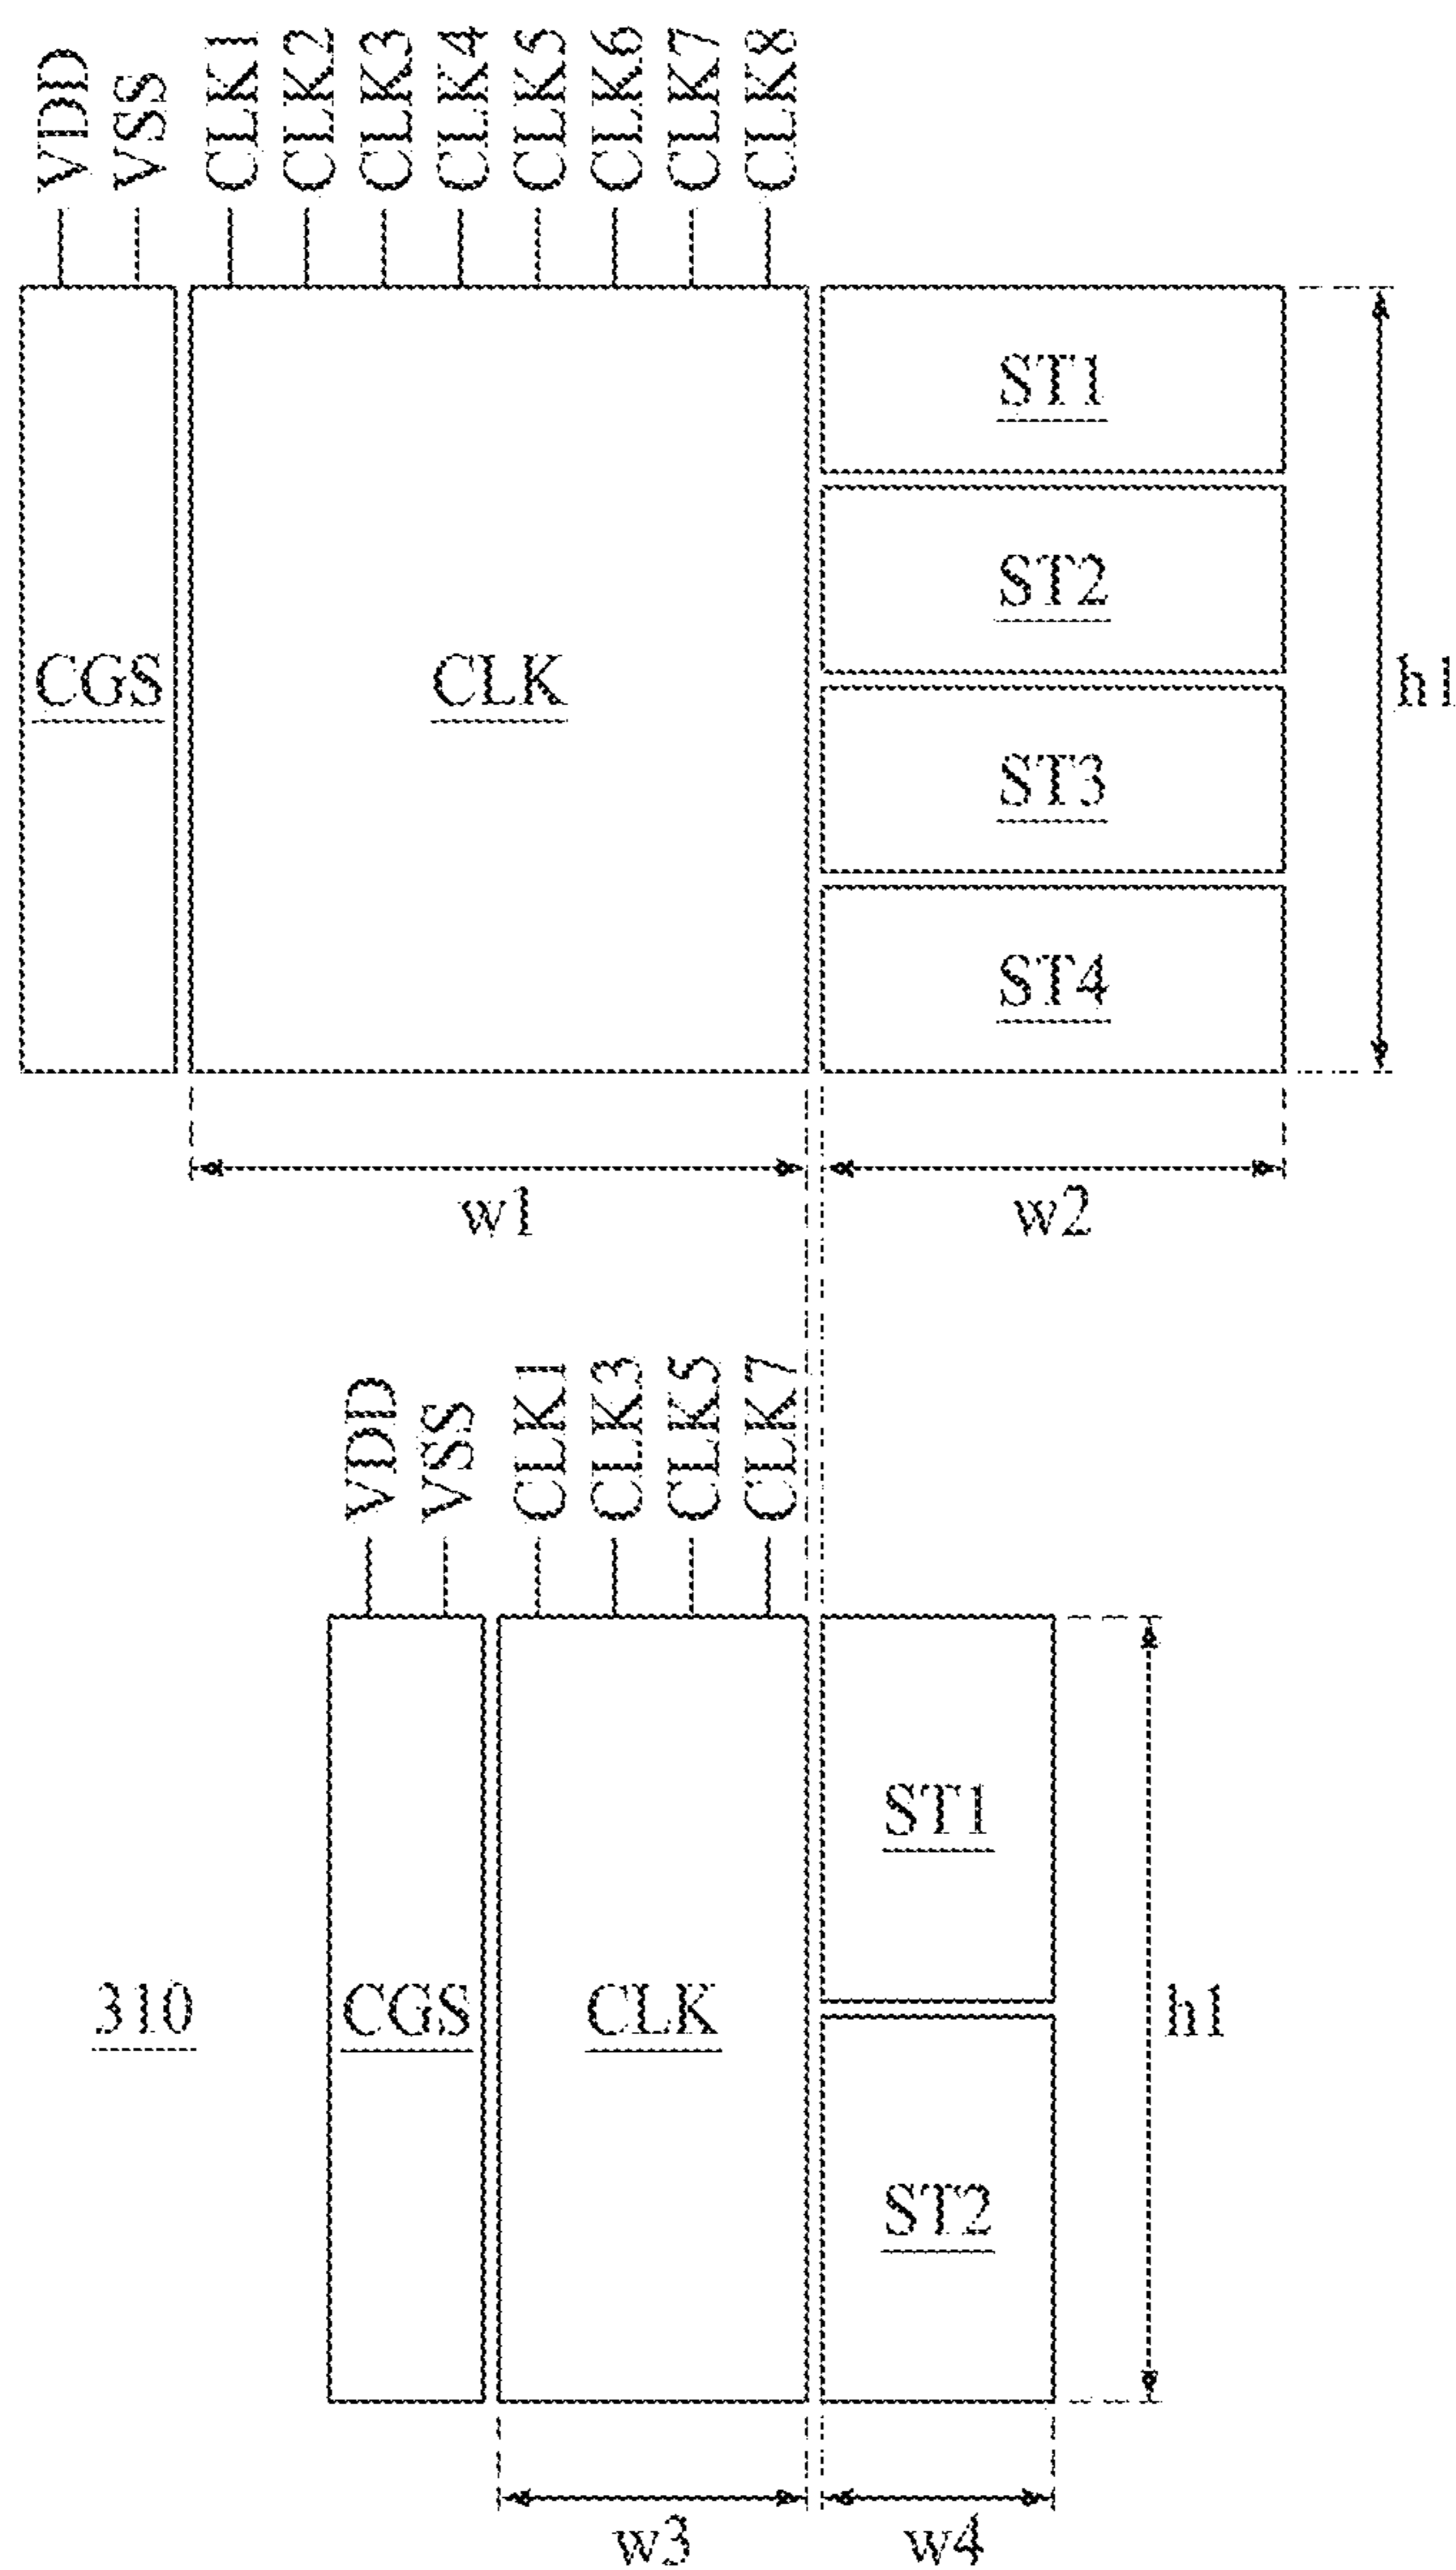 VDD
VSS
CLK1
CLK2
CLK3
CLK4
CLK5
CLK6
CLK7
CLK8
CGS
CLK
ST1
ST2
ST3
ST4
h1
w1
w2
VDD
VSS
CLK1
CLK3
CLK5
CLK7
310
CGS
CLK
ST1
ST2
h1
w3
w4